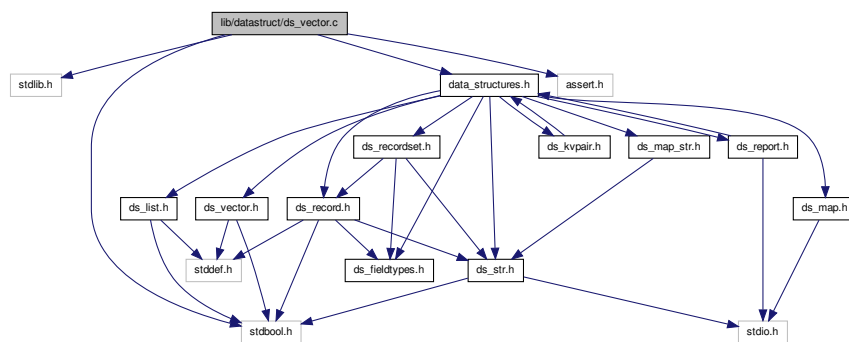 lib/datastruct/ds_vector.c
stdlib.h
data_structures.h
assert.h
ds_recordset.h
ds_kvpair.h
ds_map_str.h
ds_report.h
ds_list.h
ds_vector.h
ds_record.h
ds_map.h
stddef.h
ds_fieldtypes.h
ds_str.h
stdbool.h
stdio.h